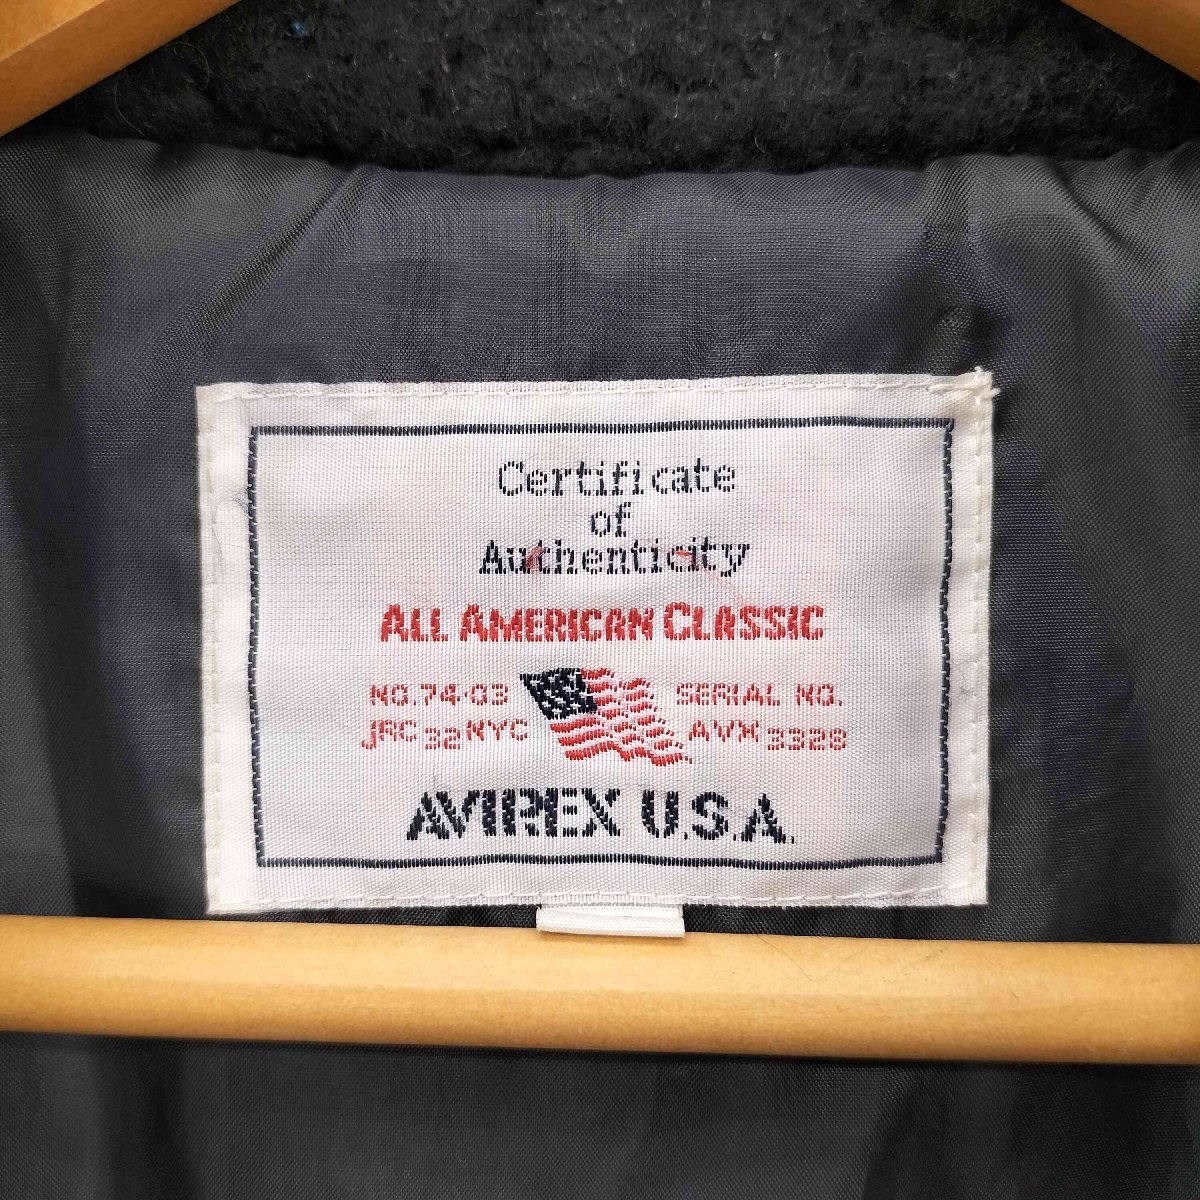 Certificate
of
Authenticity
ALL AMERICAN CLASSIC
NO.74-03 SERIAL NO.
JRC 32 NYC AVX 3328
AVIREX U.S.A.